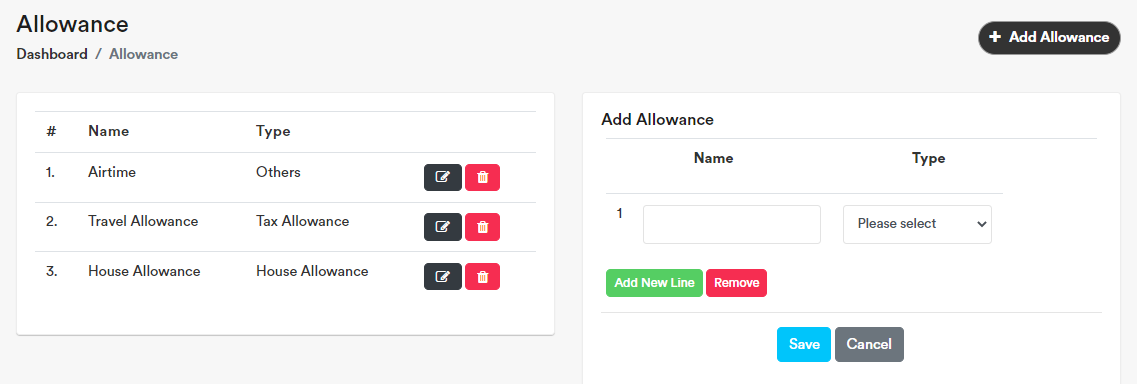 Allowance
Dashboard / Allowance
+ Add Allowance
# Name Type
1. Airtime Others
2. Travel Allowance Tax Allowance
3. House Allowance House Allowance
Add Allowance
Name Type
1 Please select
Add New Line Remove
Save Cancel